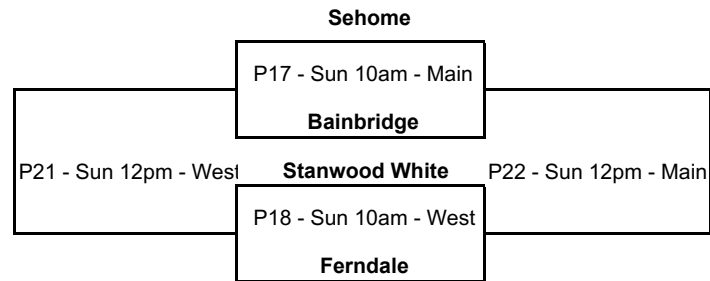 Sehome
P17 - Sun 10am - Main
Bainbridge
P21 - Sun 12pm - West
Stanwood White
P22 - Sun 12pm - Main
P18 - Sun 10am - West
Ferndale